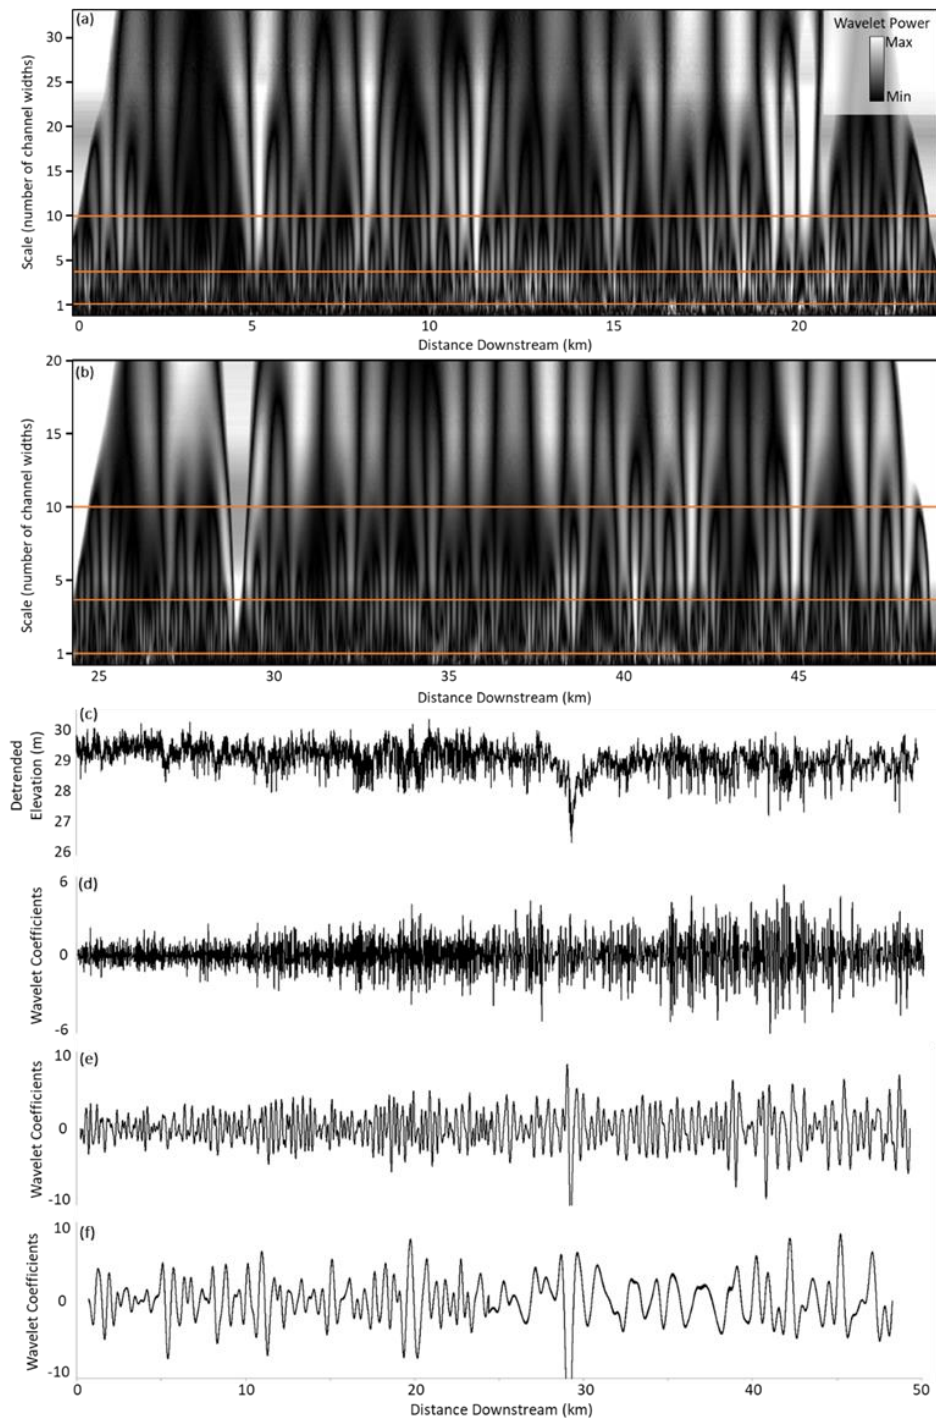 (a)
Wavelet Power
Max
Min
Scale (number of channel widths)
30
25
20
15
10
5
1
0 5 10 15 20
Distance Downstream (km)
(b)
Scale (number of channel widths)
20
15
10
5
1
25 30 35 40 45
Distance Downstream (km)
(c)
Detrended
Elevation (m)
30
29
28
27
26
(d)
Wavelet Coefficients
6
0
-6
(e)
Wavelet Coefficients
10
0
-10
(f)
Wavelet Coefficients
10
0
-10
0 10 20 30 40 50
Distance Downstream (km)